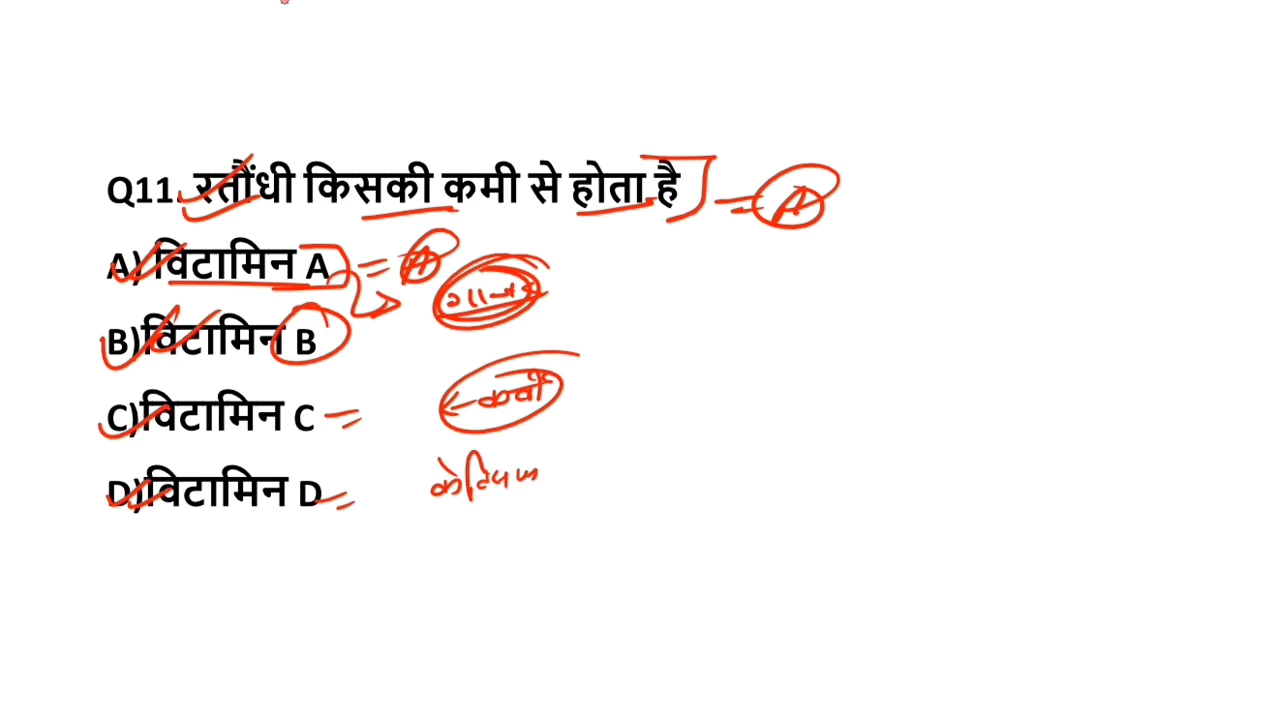 Q11. रतौंधी किसकी कमी से होता है = A
A) विटामिन A = A
B)विटामिन B
C)विटामिन C =
D)विटामिन D =